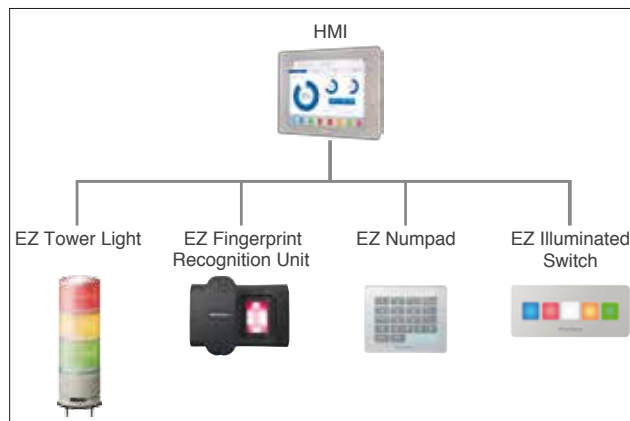 HMI
EZ Tower Light
EZ Fingerprint
Recognition Unit
EZ Numpad
EZ Illuminated
Switch